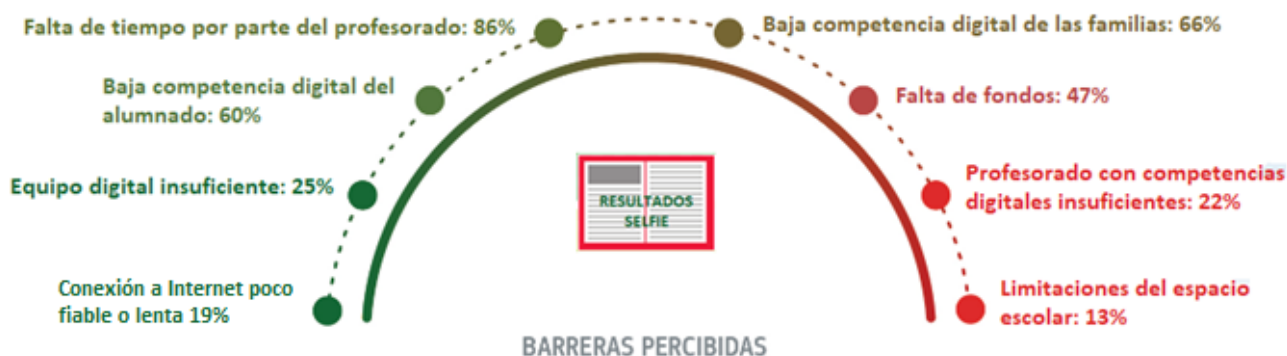 Falta de tiempo por parte del profesorado: 86%
Baja competencia digital de las familias: 66%
Baja competencia digital del
alumnado: 60%
Falta de fondos: 47%
Equipo digital insuficiente: 25%
Profesorado con competencias
digitales insuficientes: 22%
Conexión a Internet poco
fiable o lenta 19%
Limitaciones del espacio
escolar: 13%
RESULTADOS
SELFIE
BARRERAS PERCIBIDAS